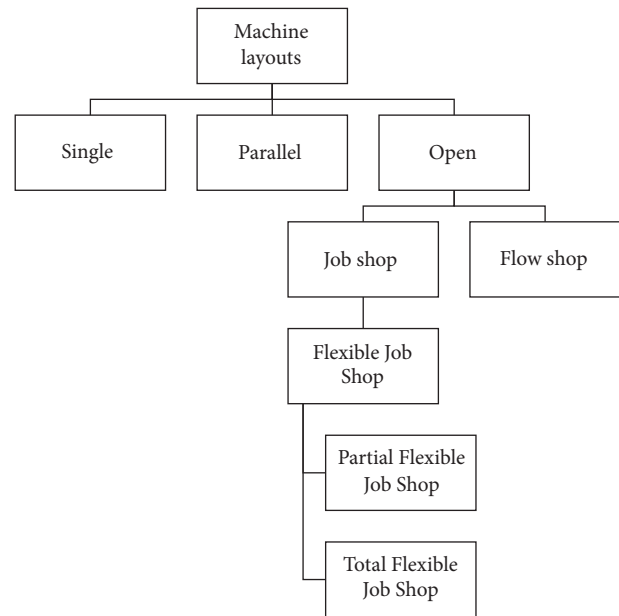 Machine
layouts
Single
Parallel
Open
Job shop
Flow shop
Flexible Job
Shop
Partial Flexible
Job Shop
Total Flexible
Job Shop